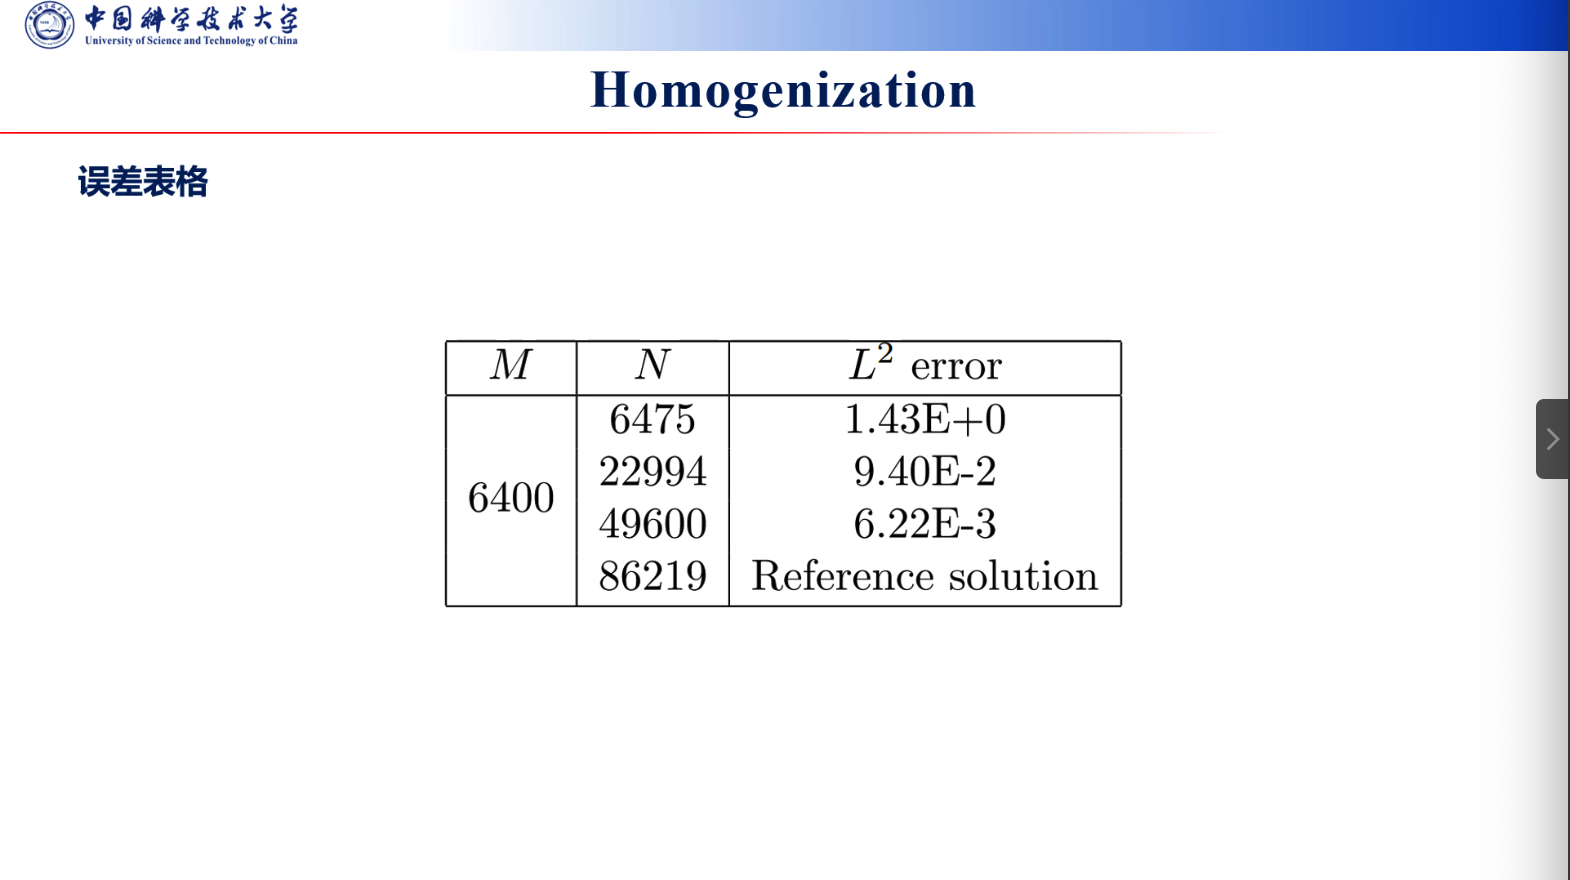 中国科学技术大学
University of Science and Technology of China
Homogenization
误差表格
M N L² error
6475 1.43E+0
22994 9.40E-2
6400
49600 6.22E-3
86219 Reference solution